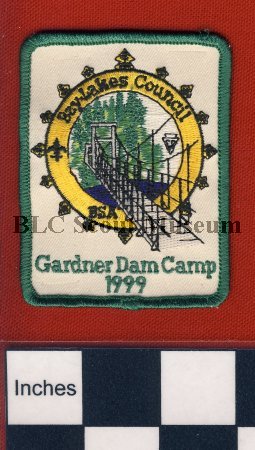 Bay-Lakes Council
BSA
BLC Scout Museum
Gardner Dam Camp
1999
Inches